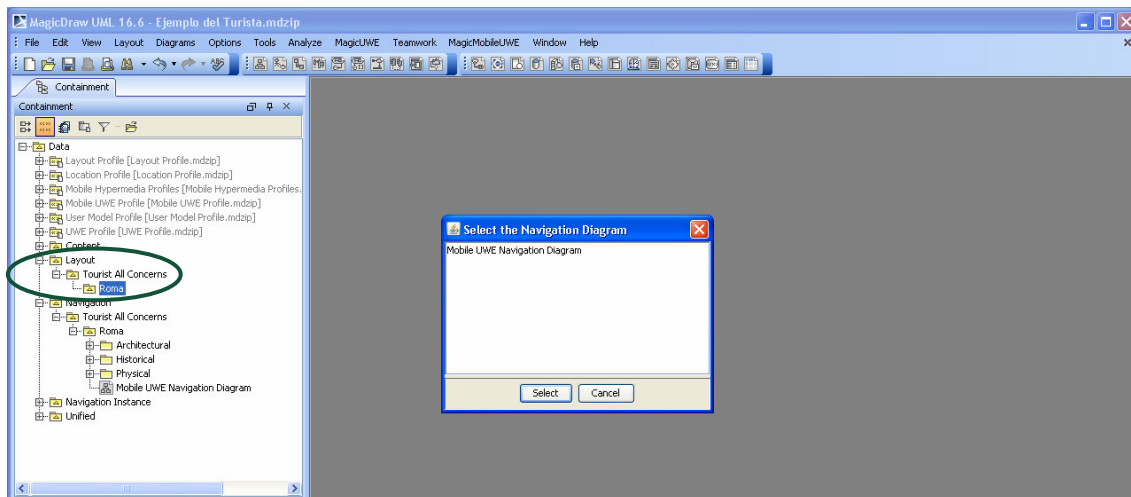 MagicDraw UML 16.6 - Ejemplo del Turista.mdzip
File Edit View Layout Diagrams Options Tools Analyze MagicUWE Teamwork MagicMobileUWE Window Help
Containment
Containment
Data
Layout Profile [Layout Profile.mdzip]
Location Profile [Location Profile.mdzip]
Mobile Hypermedia Profiles [Mobile Hypermedia Profiles.
Mobile UWE Profile [Mobile UWE Profile.mdzip]
User Model Profile [User Model Profile.mdzip]
UWE Profile [UWE Profile.mdzip]
Content
Layout
Tourist All Concerns
Roma
Navigation
Tourist All Concerns
Roma
Architectural
Historical
Physical
Mobile UWE Navigation Diagram
Navigation Instance
Unified
Select the Navigation Diagram
Mobile UWE Navigation Diagram
Select Cancel